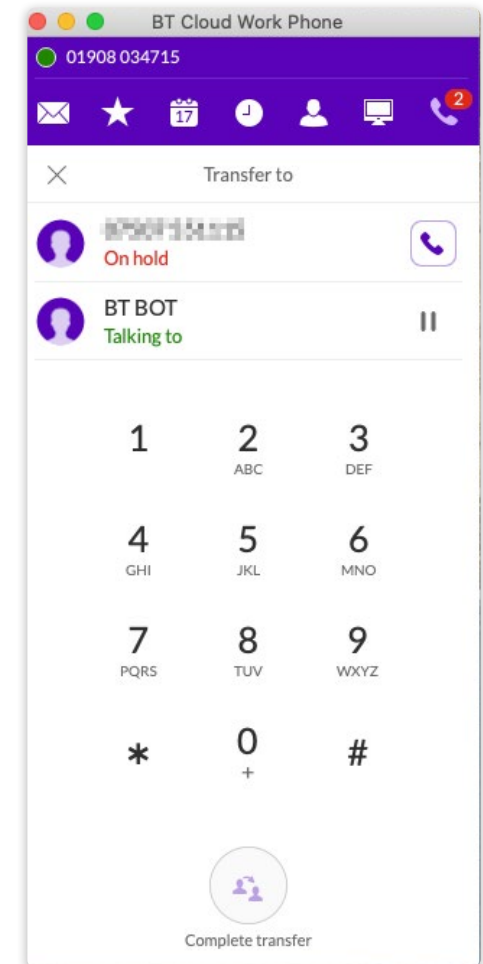 BT Cloud Work Phone
01908 034715
17
2
Transfer to
On hold
BT BOT
Talking to
1 2 3
ABC DEF
4 5 6
GHI JKL MNO
7 8 9
PQRS TUV WXYZ
* 0 #
+
Complete transfer